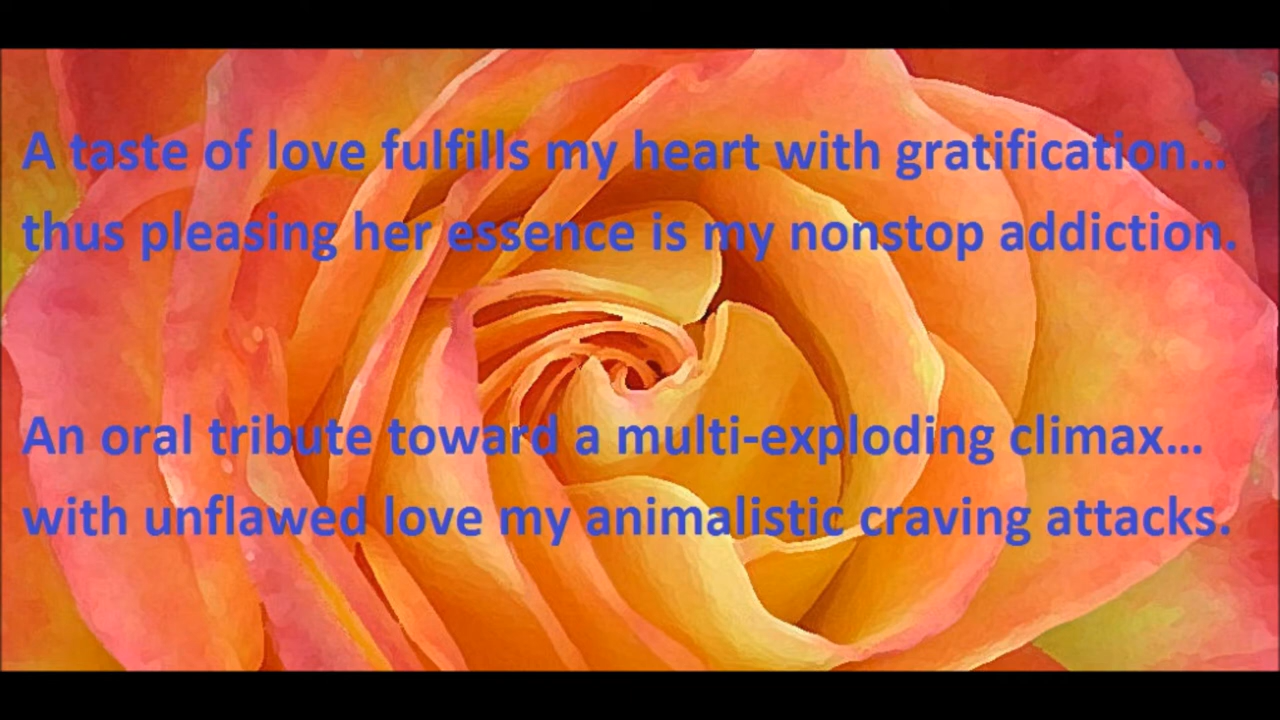 A taste of love fulfills my heart with gratification...
thus pleasing her essence is my nonstop addiction.
An oral tribute toward a multi-exploding climax...
with unflawed love my animalistic craving attacks.